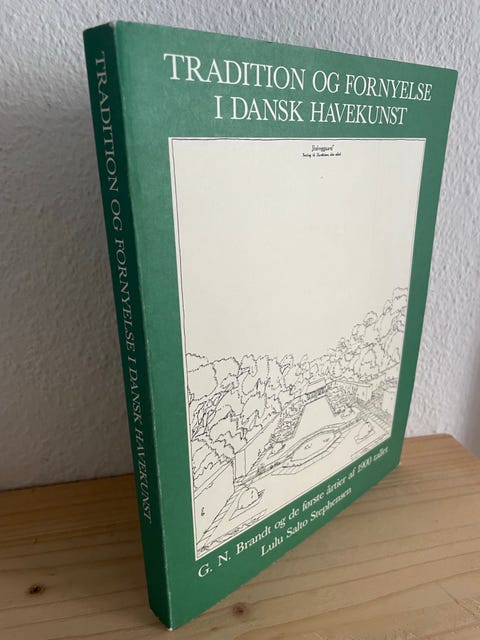 TRADITION OG FORNYELSE
I DANSK HAVEKUNST
G. N. Brandt og de første årtier af 1900 tallet
Lulu Salto Stephensen
TRADITION OG FORNYELSE I DANSK HAVEKUNST